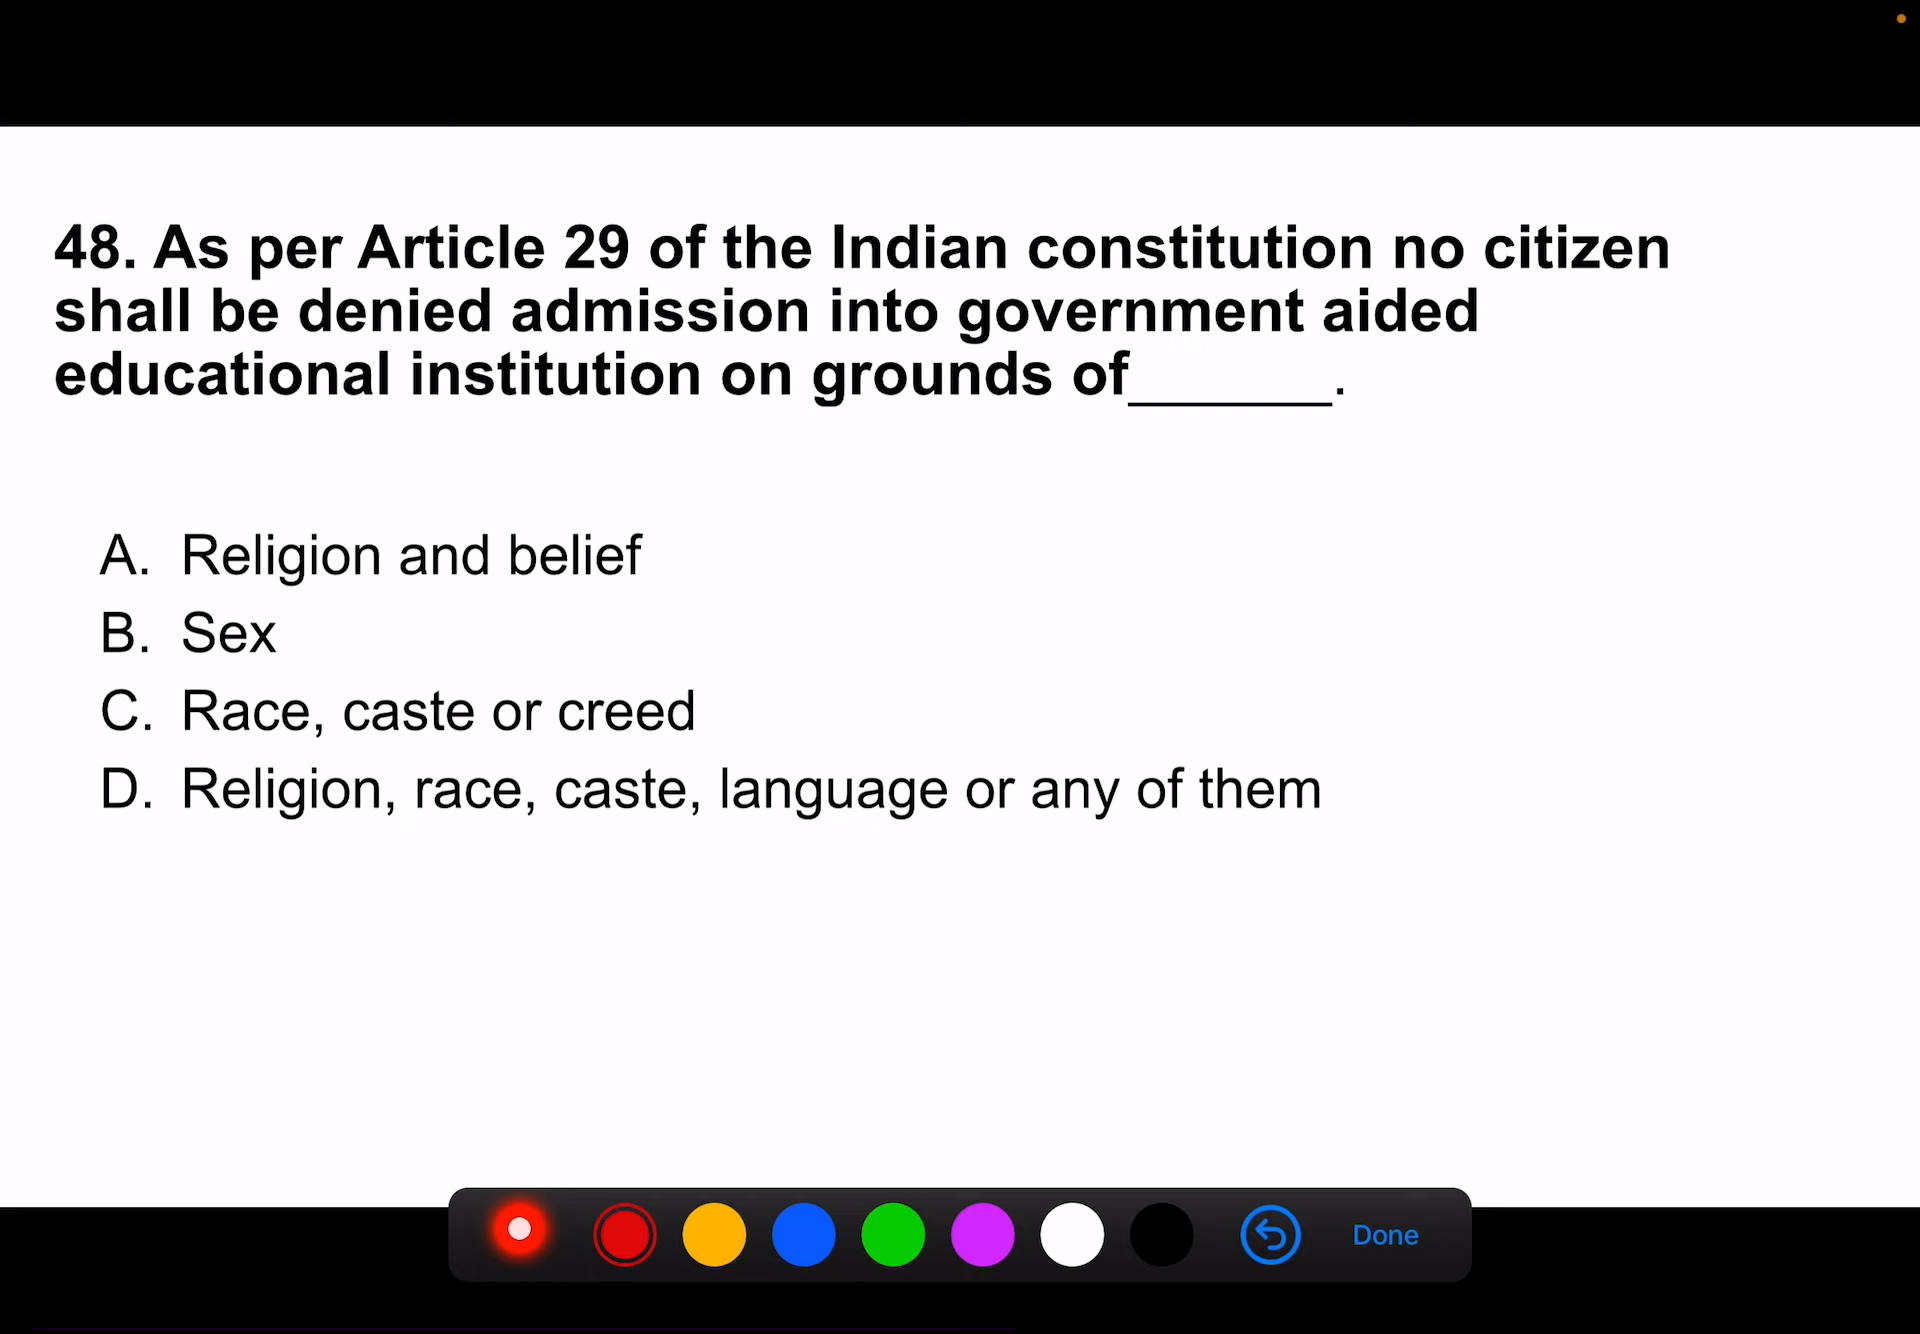 48. As per Article 29 of the Indian constitution no citizen
shall be denied admission into government aided
educational institution on grounds of_______.
A. Religion and belief
B. Sex
C. Race, caste or creed
D. Religion, race, caste, language or any of them
Done